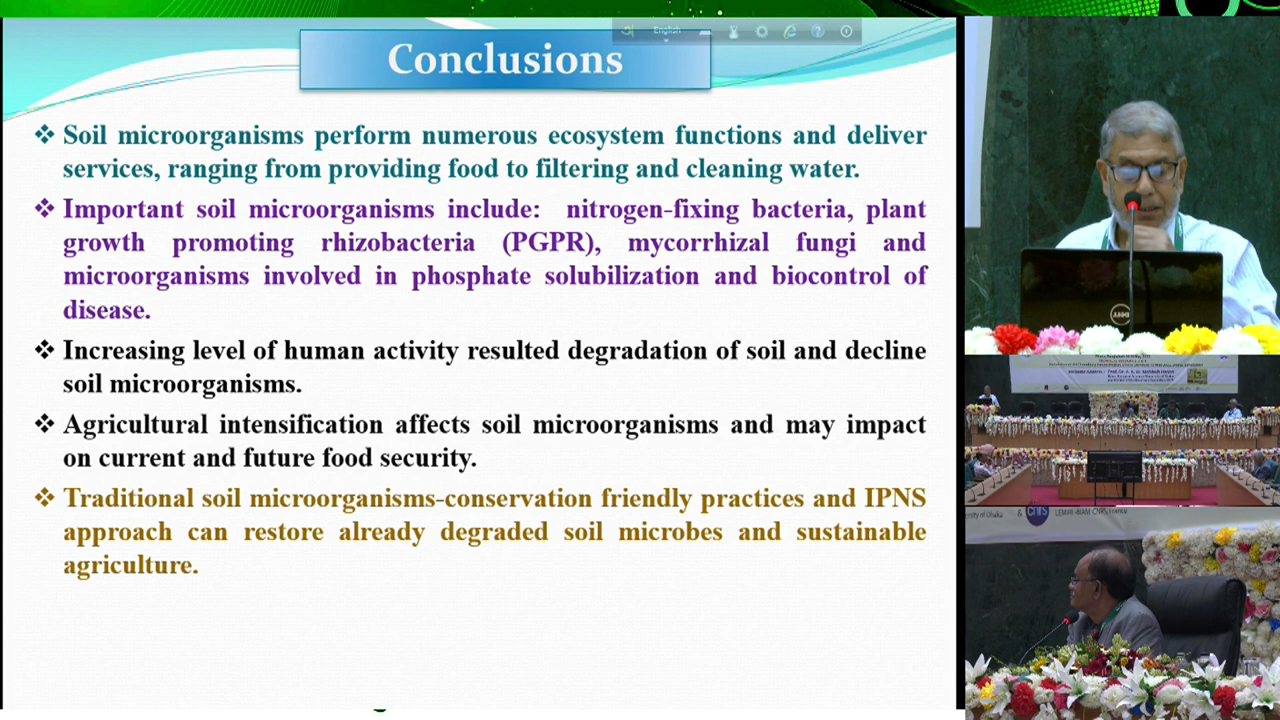 English
Conclusions
❖ Soil microorganisms perform numerous ecosystem functions and deliver
services, ranging from providing food to filtering and cleaning water.
❖ Important soil microorganisms include: nitrogen-fixing bacteria, plant
growth promoting rhizobacteria (PGPR), mycorrhizal fungi and
microorganisms involved in phosphate solubilization and biocontrol of
disease.
❖ Increasing level of human activity resulted degradation of soil and decline
soil microorganisms.
❖ Agricultural intensification affects soil microorganisms and may impact
on current and future food security.
❖ Traditional soil microorganisms-conservation friendly practices and IPNS
approach can restore already degraded soil microbes and sustainable
agriculture.
DELL
of Dhaka & CNRS